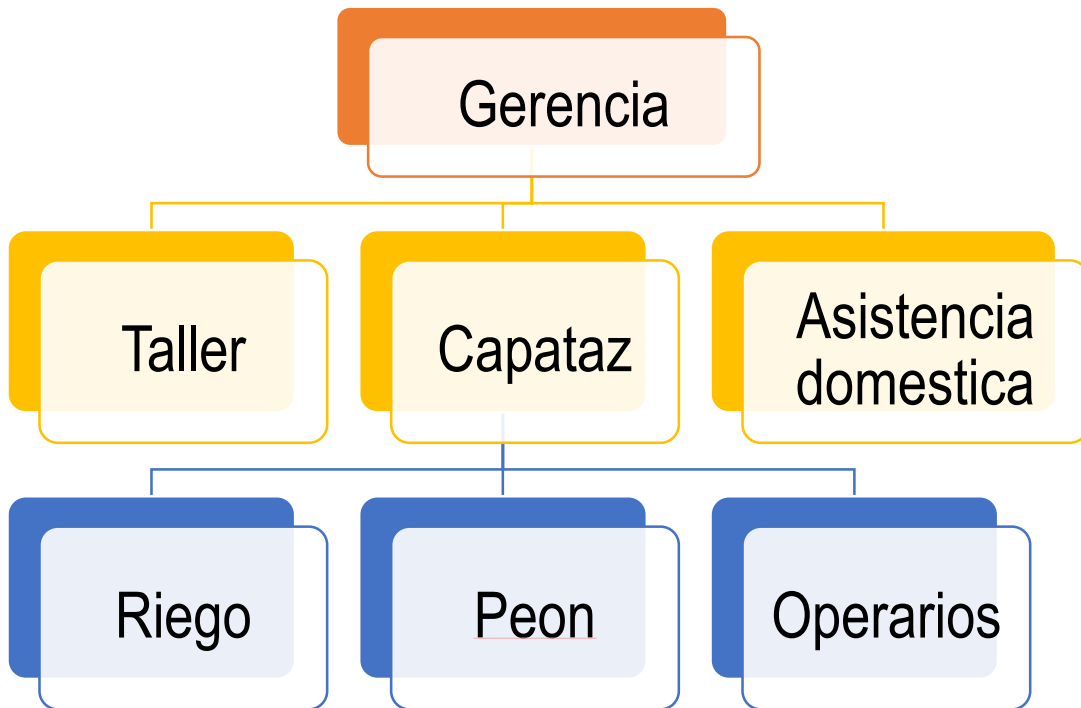 Gerencia
Taller
Capataz
Asistencia
domestica
Riego
Peon
Operarios